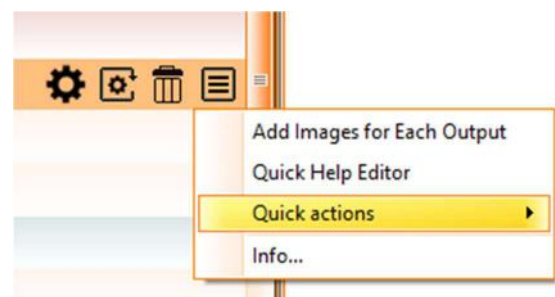 Add Images for Each Output
Quick Help Editor
Quick actions
Info...